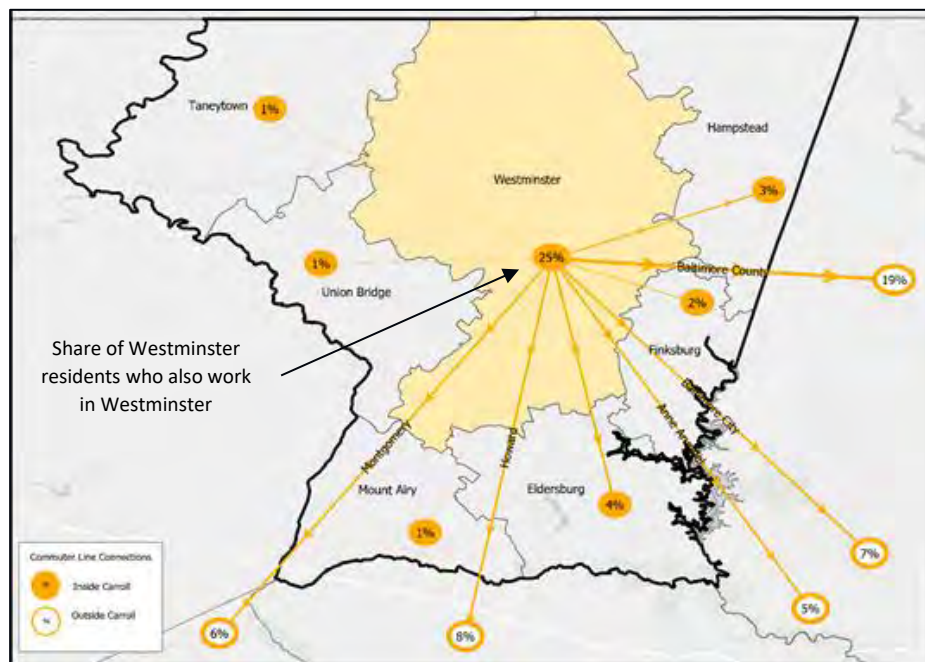 Taneytown
1%
Hampstead
Westminster
3%
25%
Baltimore County
19%
1%
Union Bridge
2%
Share of Westminster
residents who also work
in Westminster
Finksburg
Baltimore City
Anne Arundel
Montgomery
Howard
Mount Airy
Eldersburg
4%
1%
7%
5%
6%
8%
Commuter Line Connections
%
Inside Carroll
%
Outside Carroll